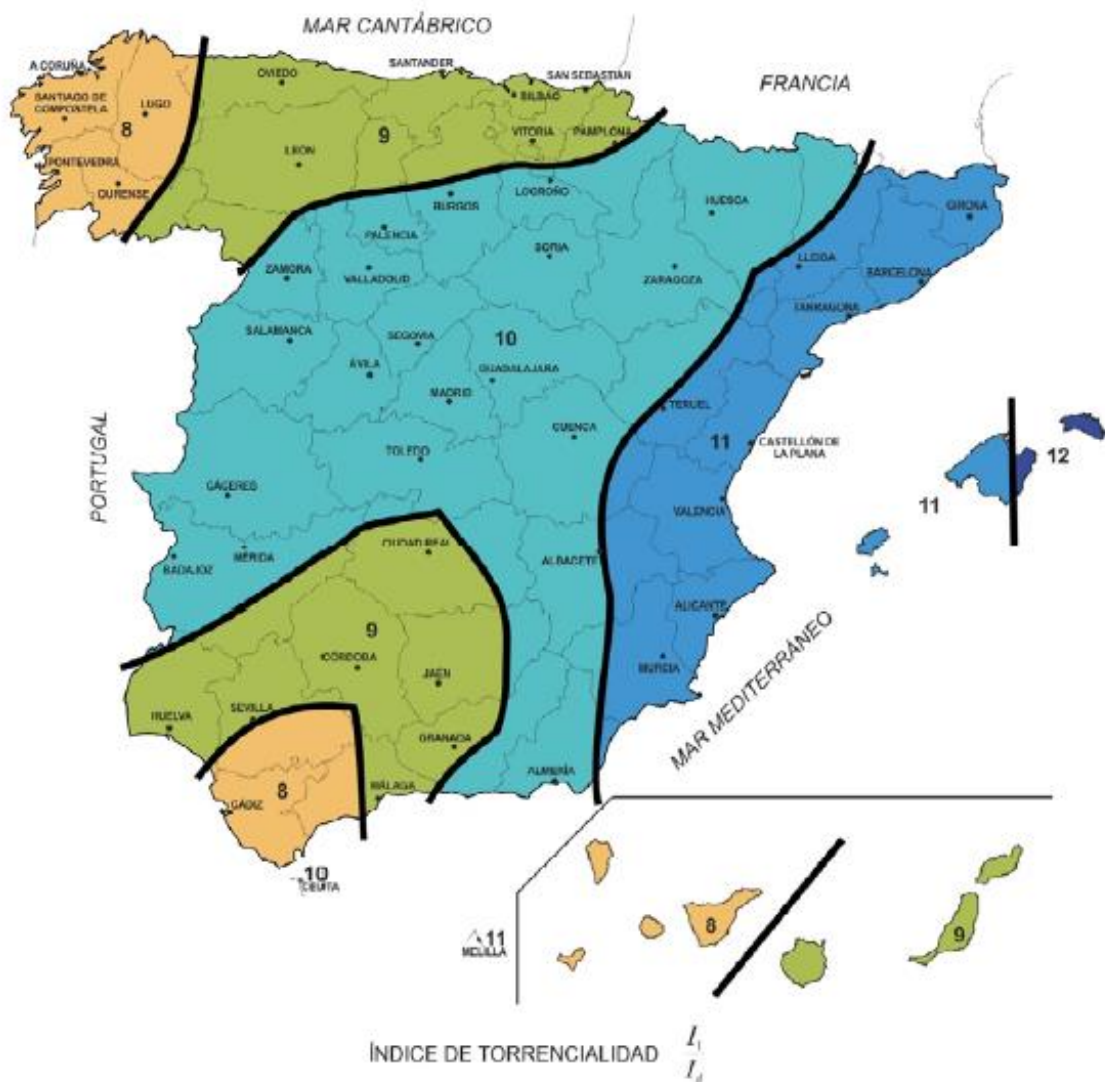 MAR CANTÁBRICO
FRANCIA
A CORUÑA
OVIEDO
SANTANDER
SAN SEBASTIÁN
BILBAO
SANTIAGO DE
COMPOSTELA
LUGO
8
9
VITORIA
PAMPLONA
LEÓN
PONTEVEDRA
OURENSE
LOGROÑO
BURGOS
HUESCA
GIRONA
PALENCIA
SORIA
ZAMORA
VALLADOLID
ZARAGOZA
LLEIDA
BARCELONA
TARRAGONA
SALAMANCA
SEGOVIA
10
ÁVILA
GUADALAJARA
MADRID
TERUEL
CUENCA
11
CASTELLÓN DE
LA PLANA
12
PORTUGAL
TOLEDO
CÁCERES
VALENCIA
11
CIUDAD REAL
ALBACETE
BADAJOZ
MÉRIDA
ALICANTE
9
CÓRDOBA
JAÉN
MURCIA
MAR MEDITERRÁNEO
HUELVA
SEVILLA
GRANADA
ALMERÍA
MÁLAGA
CÁDIZ
8
10
CEUTA
11
MELILLA
8
9
ÍNDICE DE TORRENCIALIDAD
I₁
I_d